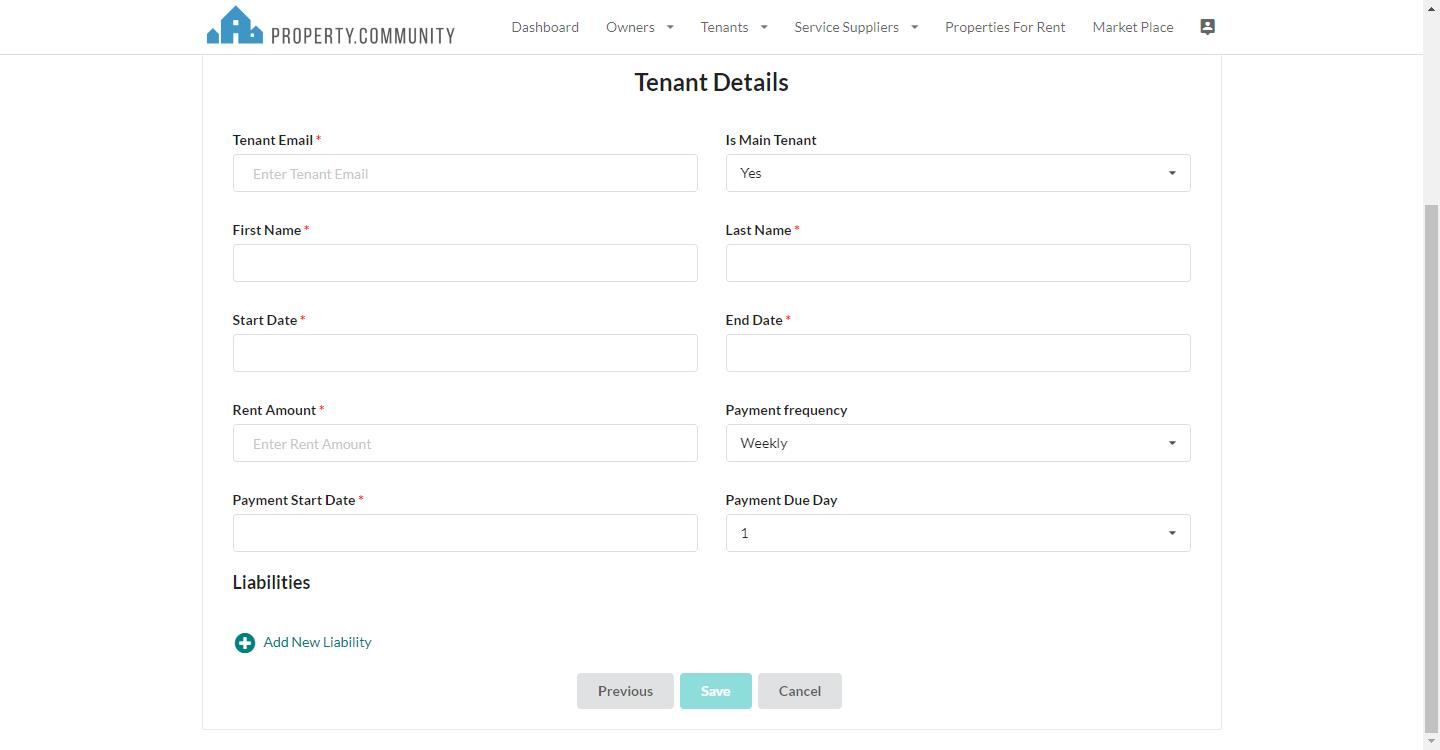 PROPERTY.COMMUNITY
Dashboard Owners Tenants Service Suppliers Properties For Rent Market Place
Tenant Details
Tenant Email * Is Main Tenant
Enter Tenant Email Yes
First Name * Last Name *
Start Date * End Date *
Rent Amount * Payment frequency
Enter Rent Amount Weekly
Payment Start Date * Payment Due Day
1
Liabilities
Add New Liability
Previous Save Cancel